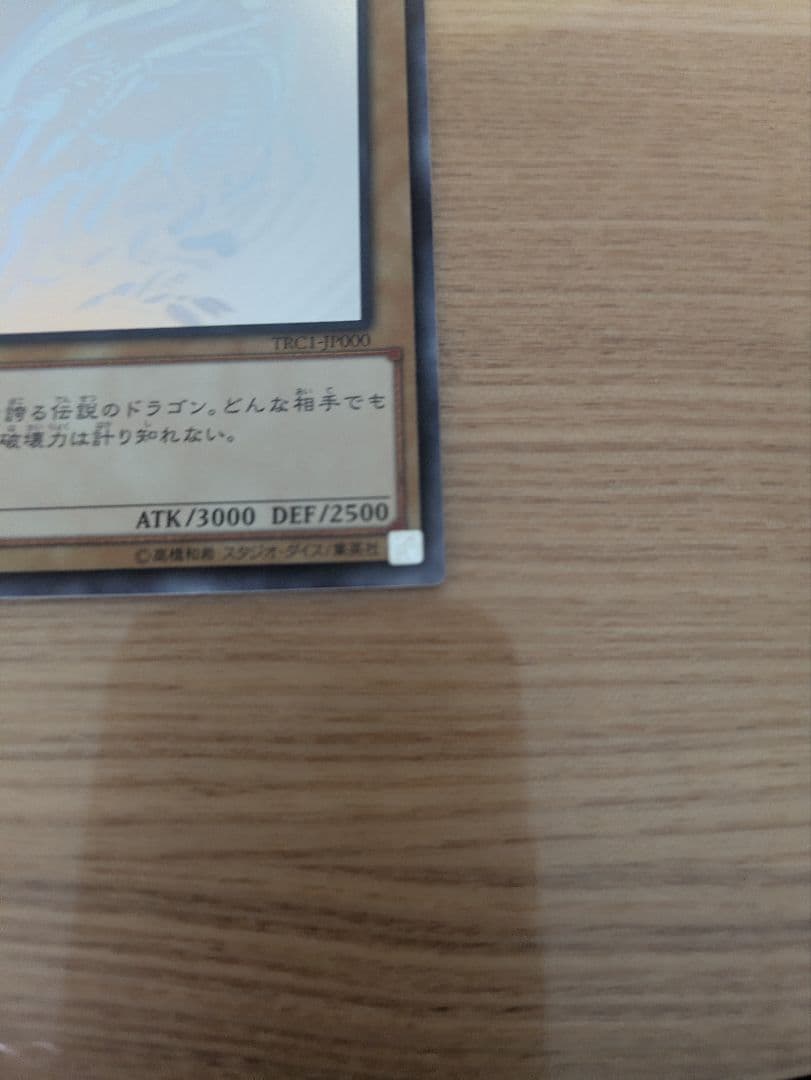 TRC1-JP000
誇る伝説のドラゴン。どんな相手でも
破壊力は計り知れない。
ATK/3000 DEF/2500
©高橋和希 スタジオ・ダイス/集英社